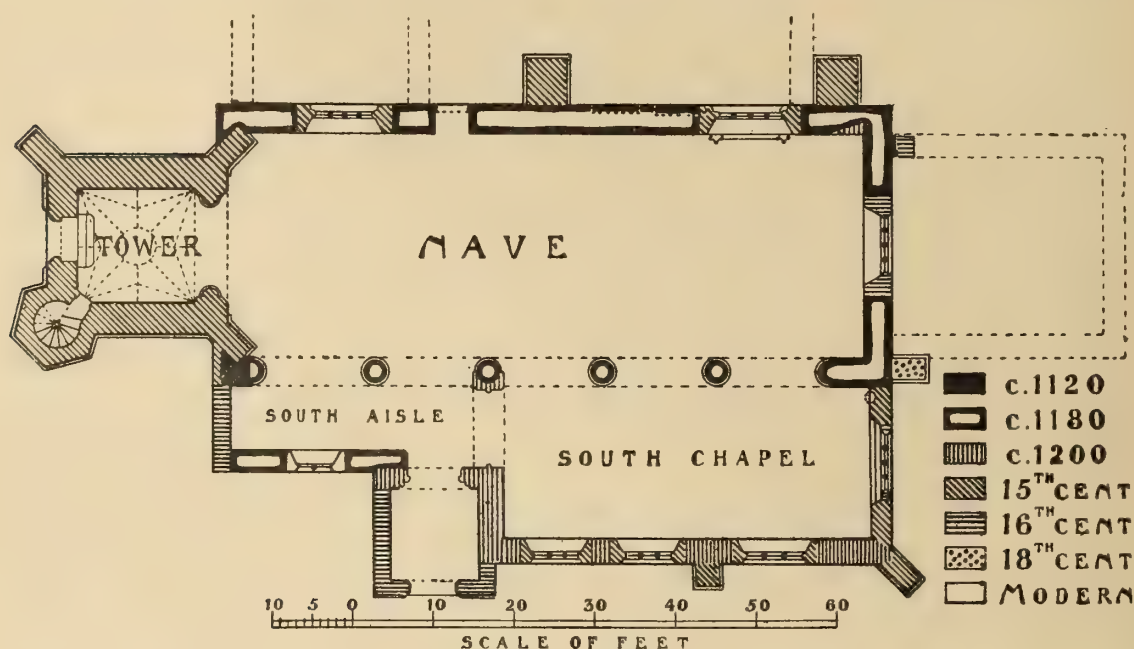 TOWER
NAVE
SOUTH AISLE
SOUTH CHAPEL
c.1120
c.1180
c.1200
15TH CENT
16TH CENT
18TH CENT
MODERN
10 5 0 10 20 30 40 50 60
SCALE OF FEET